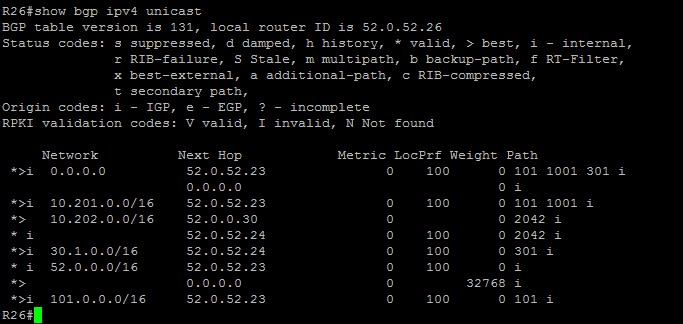 R26#show bgp ipv4 unicast
BGP table version is 131, local router ID is 52.0.52.26
Status codes: s suppressed, d damped, h history, * valid, > best, i - internal,
              r RIB-failure, S Stale, m multipath, b backup-path, f RT-Filter,
              x best-external, a additional-path, c RIB-compressed,
              t secondary path,
Origin codes: i - IGP, e - EGP, ? - incomplete
RPKI validation codes: V valid, I invalid, N Not found
     Network          Next Hop            Metric LocPrf Weight Path
 *>i  0.0.0.0          52.0.52.23               0    100      0 101 1001 301 i
                       0.0.0.0                  0             0 i
 *>i  10.201.0.0/16    52.0.52.23               0    100      0 101 1001 i
 *>   10.202.0.0/16    52.0.0.30                0             0 2042 i
 * i                   52.0.52.24               0    100      0 2042 i
 *>i  30.1.0.0/16      52.0.52.24               0    100      0 301 i
 * i  52.0.0.0/16      52.0.52.23               0    100      0 i
 *>                    0.0.0.0                  0         32768 i
 *>i  101.0.0.0/16     52.0.52.23               0    100      0 101 i
R26#